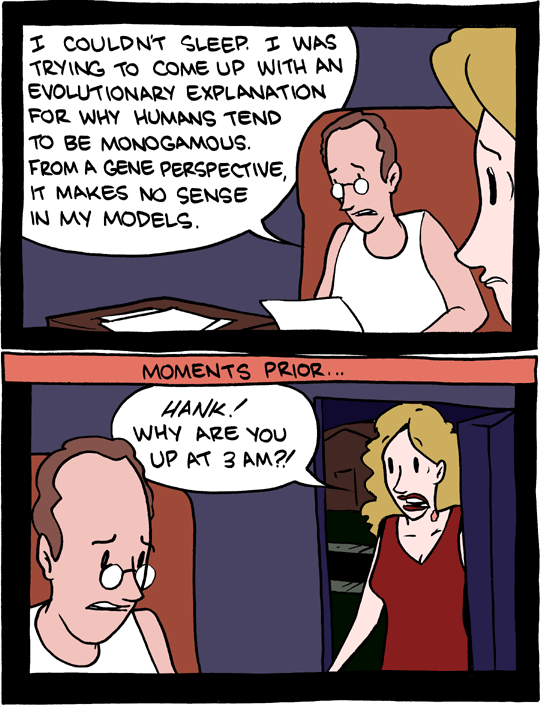 I COULDN'T SLEEP. I WAS
TRYING TO COME UP WITH AN
EVOLUTIONARY EXPLANATION
FOR WHY HUMANS TEND
TO BE MONOGAMOUS.
FROM A GENE PERSPECTIVE,
IT MAKES NO SENSE
IN MY MODELS.
MOMENTS PRIOR...
HANK!
WHY ARE YOU
UP AT 3 AM?!